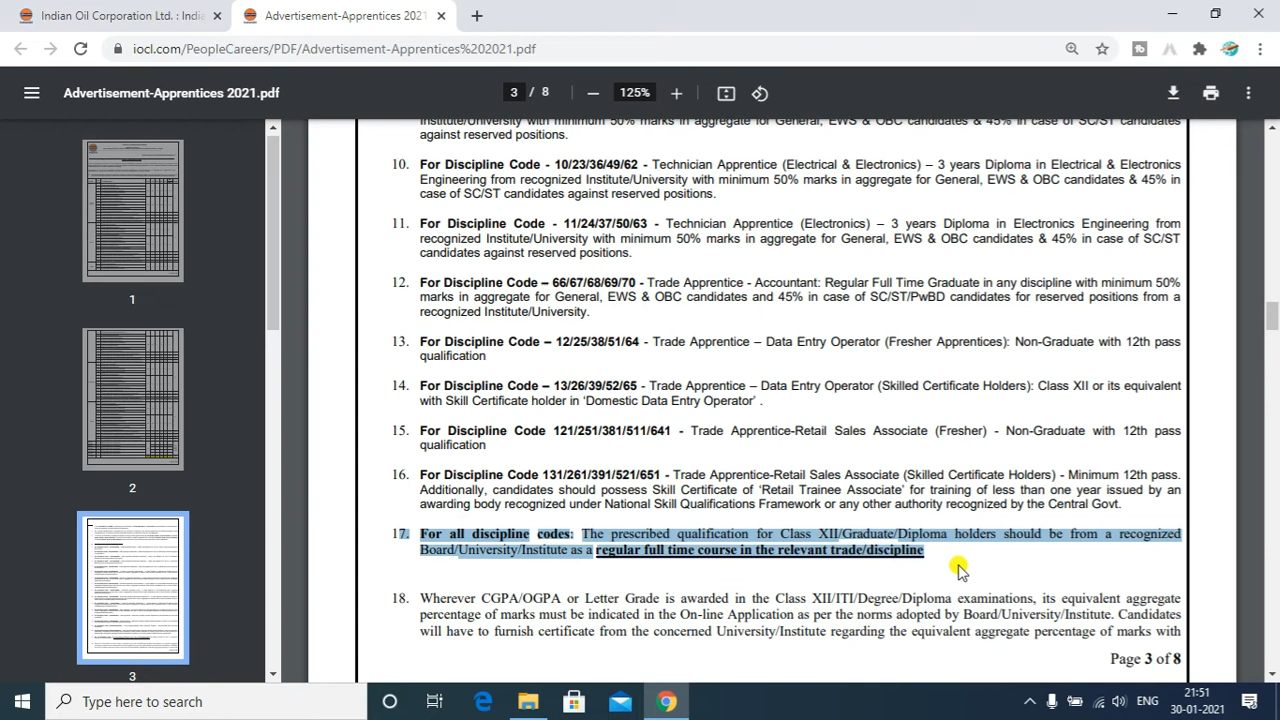 Indian Oil Corporation Ltd. : India
Advertisement-Apprentices 2021
iocl.com/PeopleCareers/PDF/Advertisement-Apprentices%202021.pdf
Advertisement-Apprentices 2021.pdf
3 / 8
125%
1
2
3
Institute/University with minimum 50% marks in aggregate for General, EWS & OBC candidates & 45% in case of SC/ST candidates
against reserved positions.
10. For Discipline Code - 10/23/36/49/62 - Technician Apprentice (Electrical & Electronics) – 3 years Diploma in Electrical & Electronics
Engineering from recognized Institute/University with minimum 50% marks in aggregate for General, EWS & OBC candidates & 45% in
case of SC/ST candidates against reserved positions.
11. For Discipline Code - 11/24/37/50/63 - Technician Apprentice (Electronics) – 3 years Diploma in Electronics Engineering from
recognized Institute/University with minimum 50% marks in aggregate for General, EWS & OBC candidates & 45% in case of SC/ST
candidates against reserved positions.
12. For Discipline Code – 66/67/68/69/70 - Trade Apprentice - Accountant: Regular Full Time Graduate in any discipline with minimum 50%
marks in aggregate for General, EWS & OBC candidates and 45% in case of SC/ST/PwBD candidates for reserved positions from a
recognized Institute/University.
13. For Discipline Code – 12/25/38/51/64 - Trade Apprentice – Data Entry Operator (Fresher Apprentices): Non-Graduate with 12th pass
qualification
14. For Discipline Code – 13/26/39/52/65 - Trade Apprentice – Data Entry Operator (Skilled Certificate Holders): Class XII or its equivalent
with Skill Certificate holder in ‘Domestic Data Entry Operator’ .
15. For Discipline Code 121/251/381/511/641 - Trade Apprentice-Retail Sales Associate (Fresher) - Non-Graduate with 12th pass
qualification
16. For Discipline Code 131/261/391/521/651 - Trade Apprentice-Retail Sales Associate (Skilled Certificate Holders) - Minimum 12th pass.
Additionally, candidates should possess Skill Certificate of ‘Retail Trainee Associate’ for training of less than one year issued by an
awarding body recognized under National Skill Qualifications Framework or any other authority recognized by the Central Govt.
17. For all discipline codes: The prescribed qualification for Class XII/Graduate/Diploma holders should be from a recognized
Board/University/Institute as a regular full time course in the relevant trade/discipline
18. Wherever CGPA/OGPA or Letter Grade is awarded in the Class XII/ITI/Degree/Diploma examinations, its equivalent aggregate
percentage of marks must be indicated in the On-line Application as per the norms adopted by Board/University/Institute. Candidates
will have to furnish certificate from the concerned University/Institute regarding the equivalent aggregate percentage of marks with
Page 3 of 8
Type here to search
ENG
21:51
30-01-2021